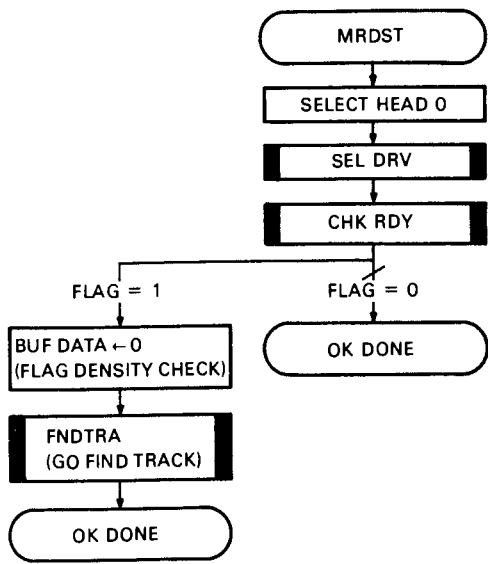 MRDST
SELECT HEAD 0
SEL DRV
CHK RDY
FLAG = 1
FLAG = 0
BUF DATA ← 0
(FLAG DENSITY CHECK)
OK DONE
FNDTRA
(GO FIND TRACK)
OK DONE